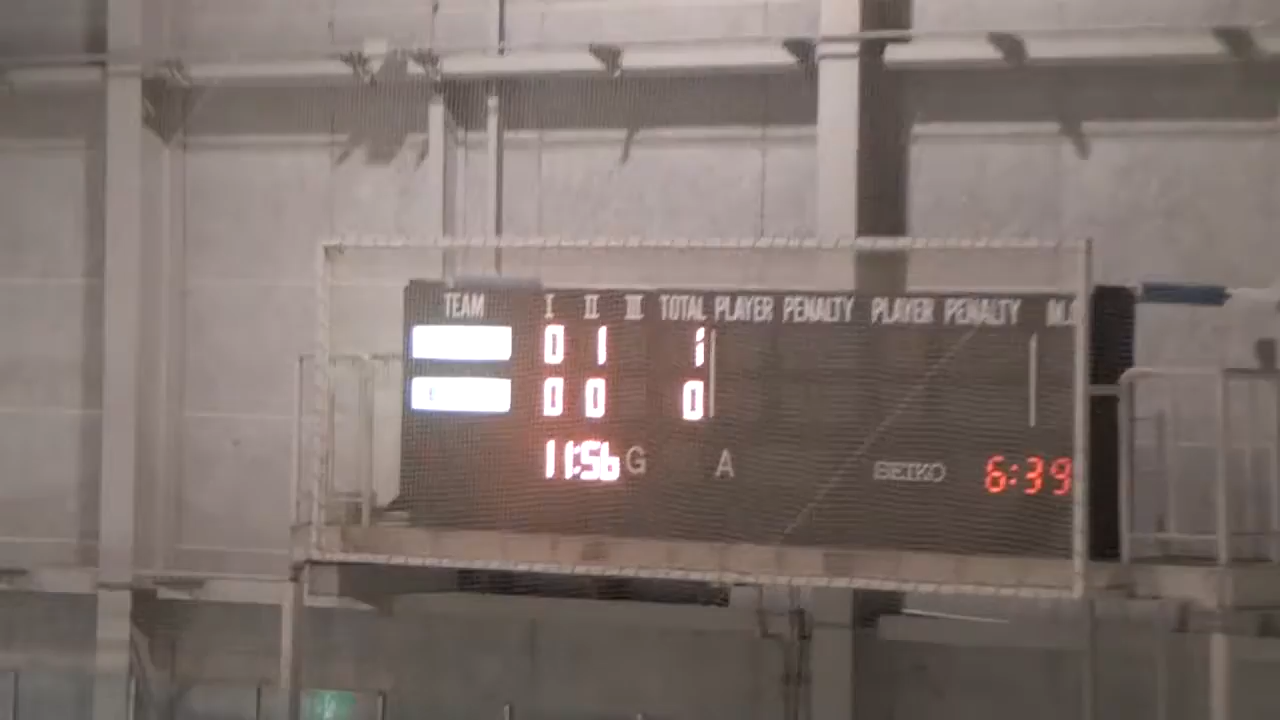 TEAM I II III TOTAL PLAYER PENALTY PLAYER PENALTY
0 1 1
0 0 0
11:56 G A SEIKO 6:39